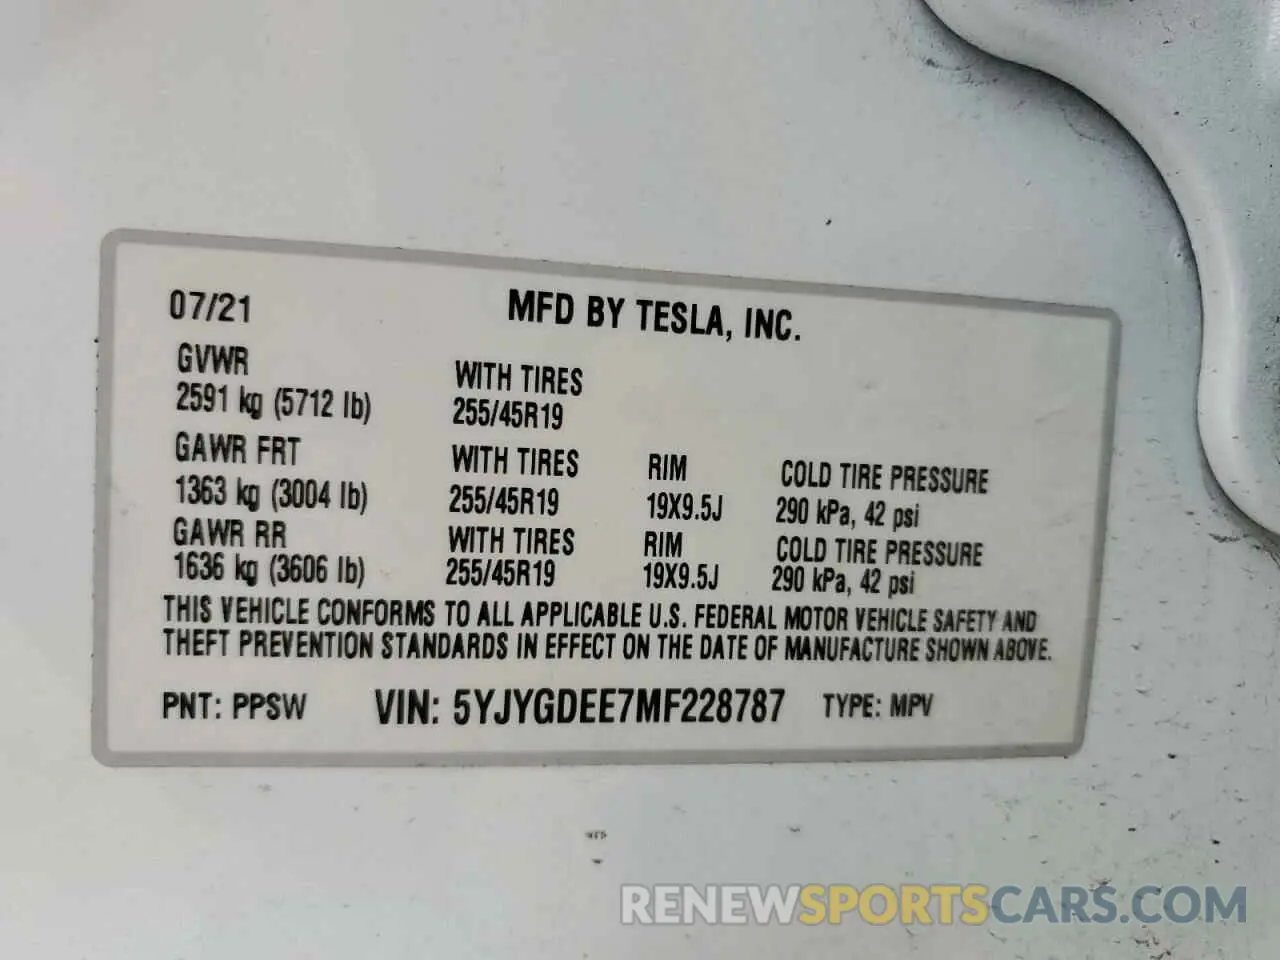 07/21 MFD BY TESLA, INC.
GVWR WITH TIRES
2591 kg (5712 lb) 255/45R19
GAWR FRT WITH TIRES RIM COLD TIRE PRESSURE
1363 kg (3004 lb) 255/45R19 19X9.5J 290 kPa, 42 psi
GAWR RR WITH TIRES RIM COLD TIRE PRESSURE
1636 kg (3606 lb) 255/45R19 19X9.5J 290 kPa, 42 psi
THIS VEHICLE CONFORMS TO ALL APPLICABLE U.S. FEDERAL MOTOR VEHICLE SAFETY AND
THEFT PREVENTION STANDARDS IN EFFECT ON THE DATE OF MANUFACTURE SHOWN ABOVE.
PNT: PPSW VIN: 5YJYGDEE7MF228787 TYPE: MPV
RENEWSPORTSCARS.COM